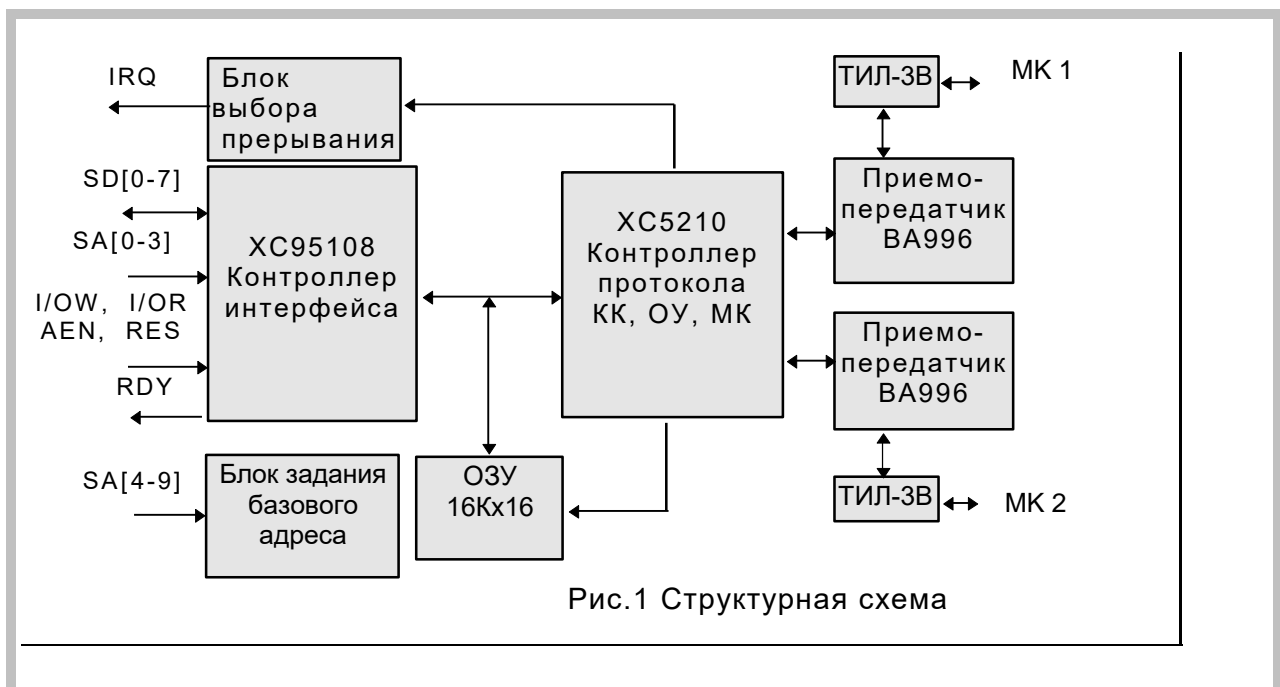 IRQ
Блок
выбора
прерывания
SD[0-7]
SA[0-3]
I/OW, I/OR
AEN, RES
RDY
XC95108
Контроллер
интерфейса
SA[4-9]
Блок задания
базового
адреса
ОЗУ
16Кх16
XC5210
Контроллер
протокола
КК, ОУ, МК
ТИЛ-3В
МК 1
Приемо-
передатчик
ВА996
Приемо-
передатчик
ВА996
ТИЛ-3В
МК 2
Рис.1 Структурная схема